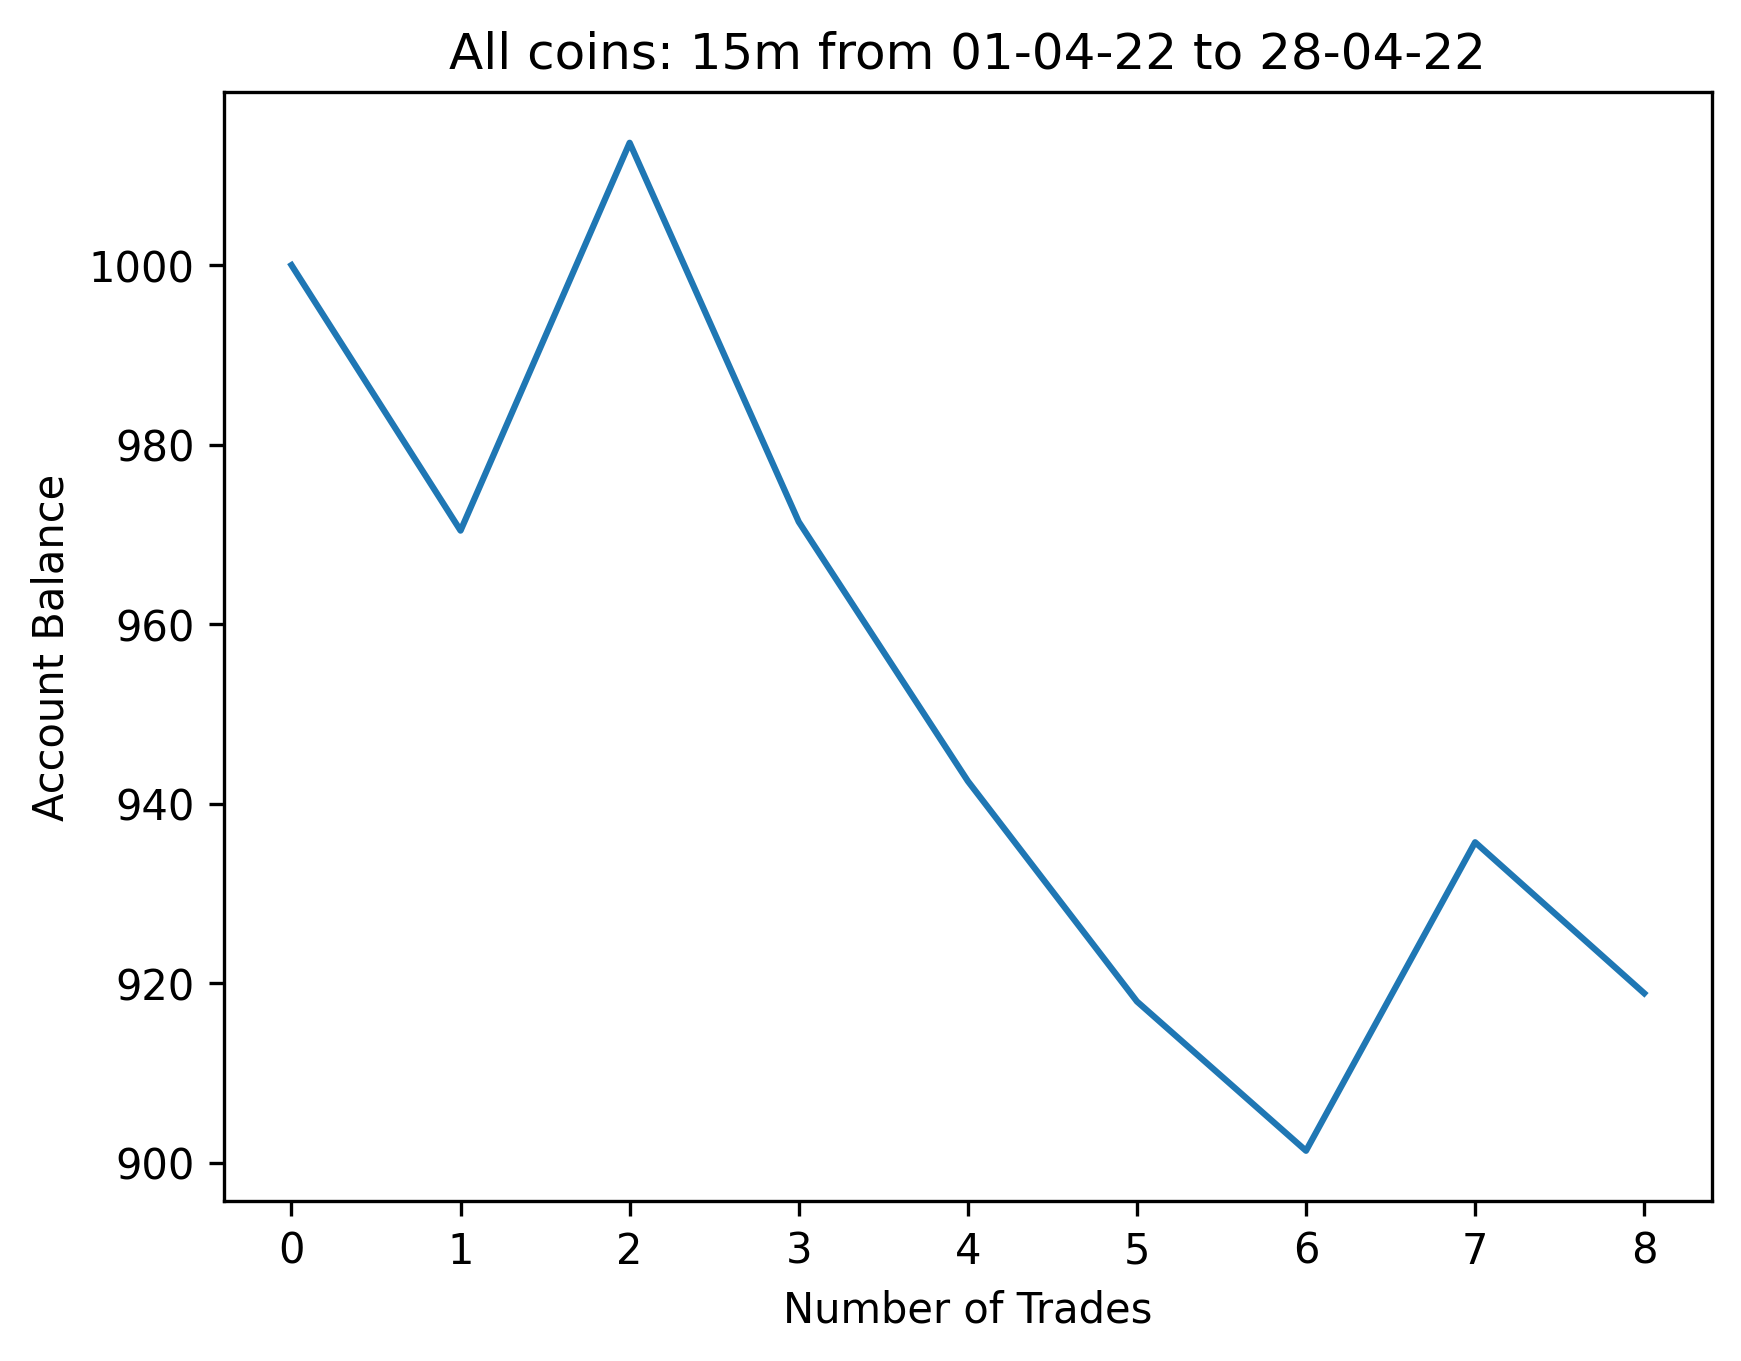 All coins: 15m from 01-04-22 to 28-04-22
Account Balance
1000
980
960
940
920
900
0 1 2 3 4 5 6 7 8
Number of Trades